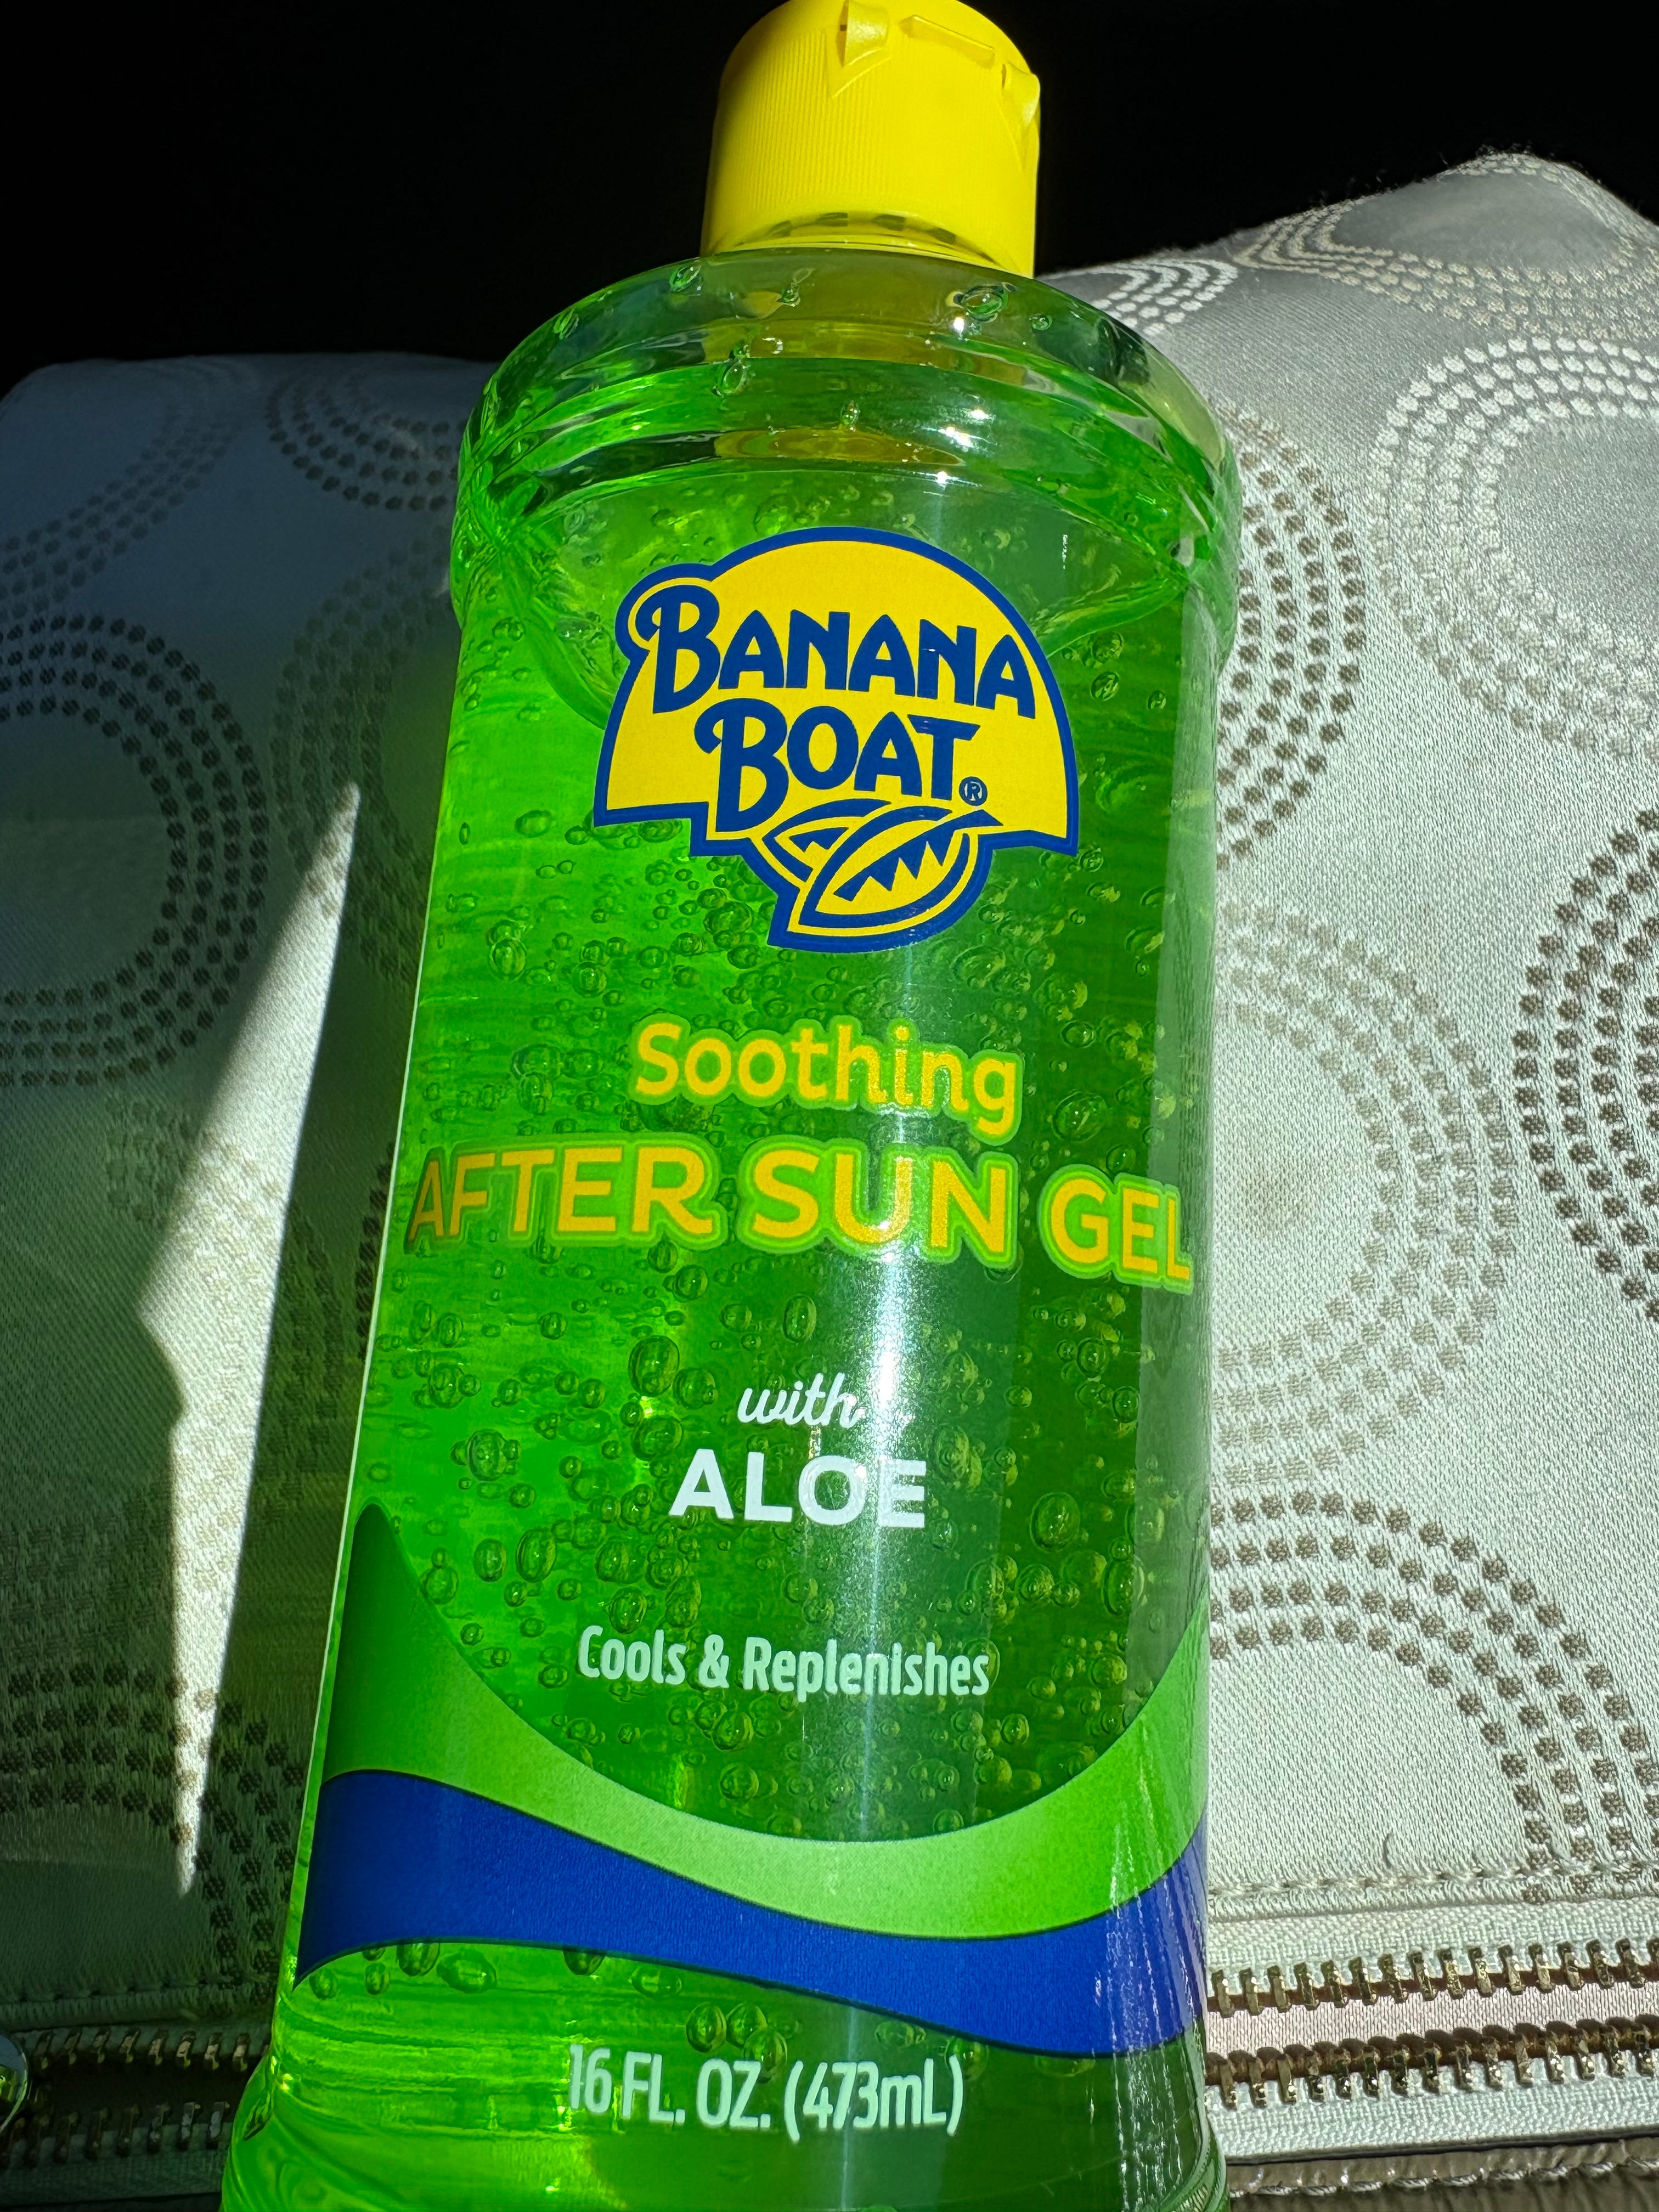 BANANA
BOAT®
Soothing
AFTER SUN GEL
with
ALOE
Cools & Replenishes
16 FL. OZ. (473mL)